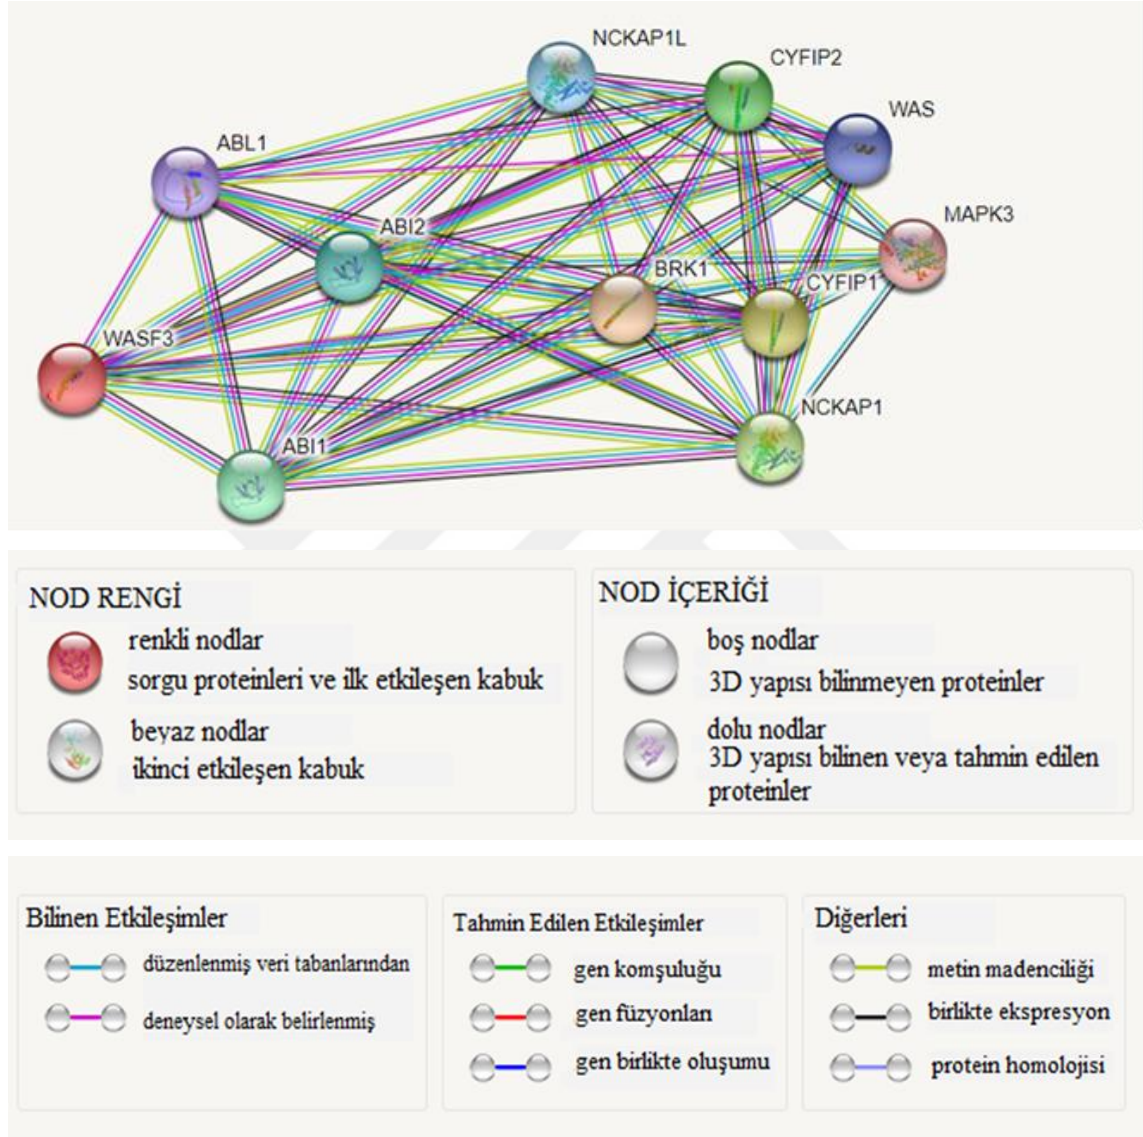 NCKAP1L
CYFIP2
WAS
ABL1
MAPK3
ABI2
BRK1
CYFIP1
WASF3
NCKAP1
ABI1
NOD RENGİ
renkli nodlar
sorgu proteinleri ve ilk etkileşen kabuk
beyaz nodlar
ikinci etkileşen kabuk
NOD İÇERİĞİ
boş nodlar
3D yapısı bilinmeyen proteinler
dolu nodlar
3D yapısı bilinen veya tahmin edilen
proteinler
Bilinen Etkileşimler
düzenlenmiş veri tabanlarından
deneysel olarak belirlenmiş
Tahmin Edilen Etkileşimler
gen komşuluğu
gen füzyonları
gen birlikte oluşumu
Diğerleri
metin madenciliği
birlikte ekspresyon
protein homolojisi